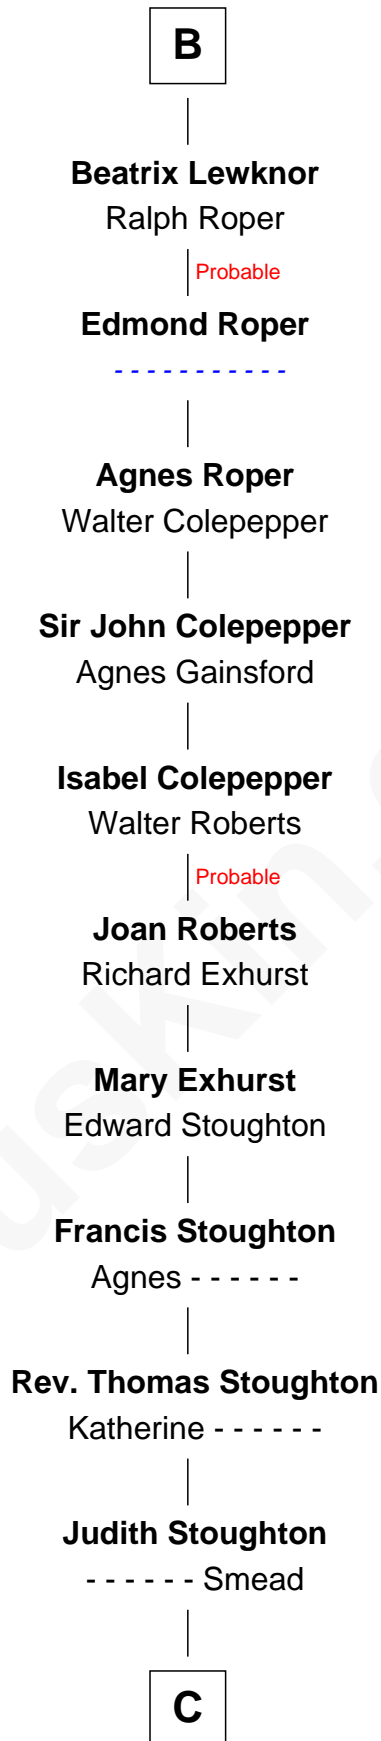 B
Beatrix Lewknor
Ralph Roper
Probable
Edmond Roper
- - - - - - - - - - -
Agnes Roper
Walter Colepepper
Sir John Colepepper
Agnes Gainsford
Isabel Colepepper
Walter Roberts
Probable
Joan Roberts
Richard Exhurst
Mary Exhurst
Edward Stoughton
Francis Stoughton
Agnes - - - - - -
Rev. Thomas Stoughton
Katherine - - - - - -
Judith Stoughton
- - - - - - Smead
C